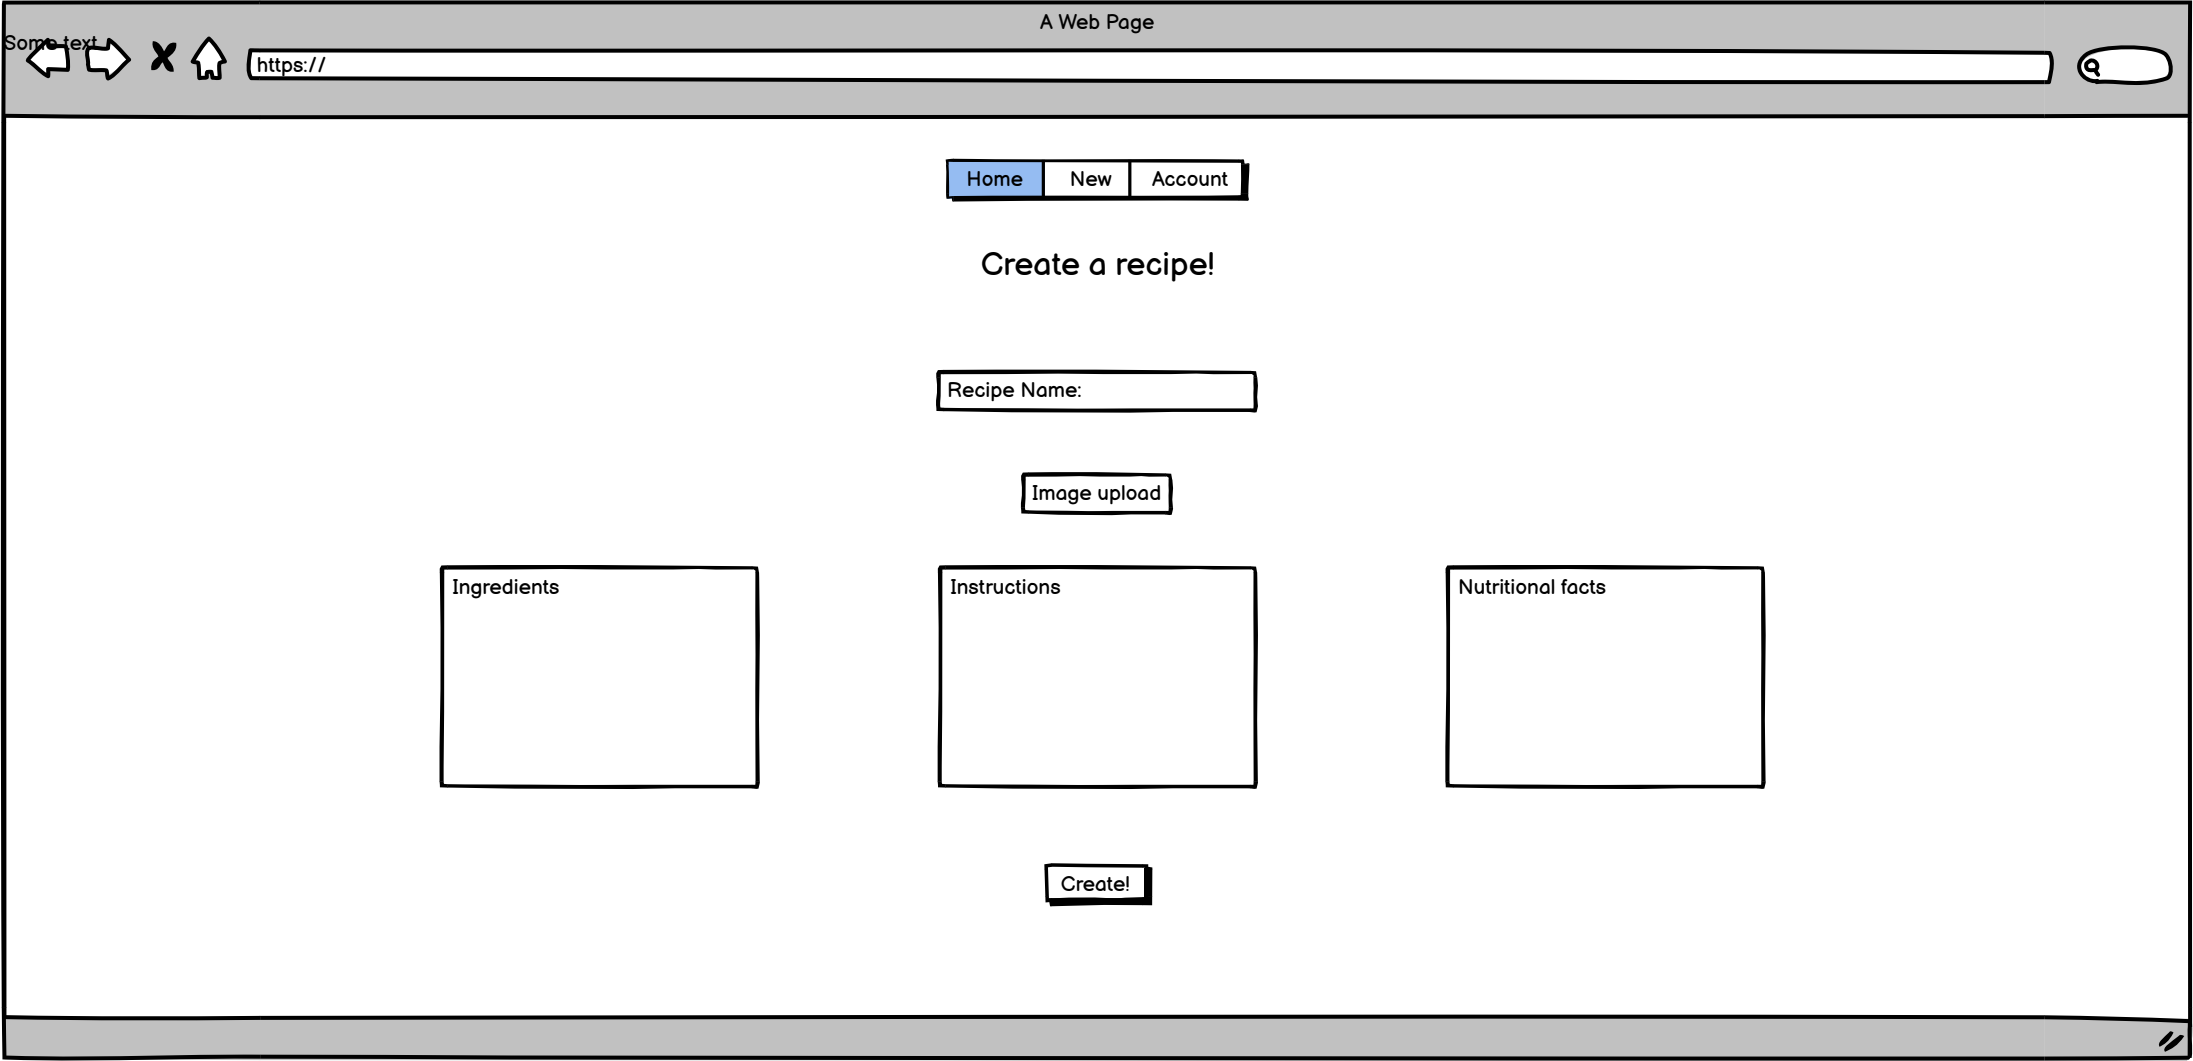 A Web Page
Some text
https://
Home New Account
Create a recipe!
Recipe Name:
Image upload
Ingredients Instructions Nutritional facts
Create!